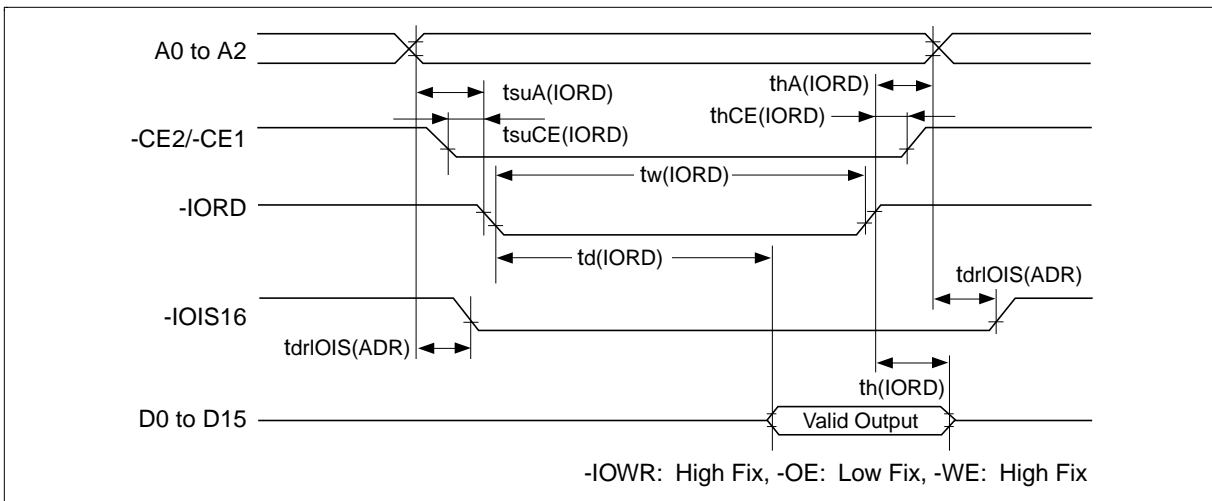 A0 to A2
tsuA(IORD)
thA(IORD)
-CE2/-CE1
tsuCE(IORD)
thCE(IORD)
tw(IORD)
-IORD
td(IORD)
tdrIOIS(ADR)
-IOIS16
tdrIOIS(ADR)
th(IORD)
D0 to D15
Valid Output
-IOWR: High Fix, -OE: Low Fix, -WE: High Fix